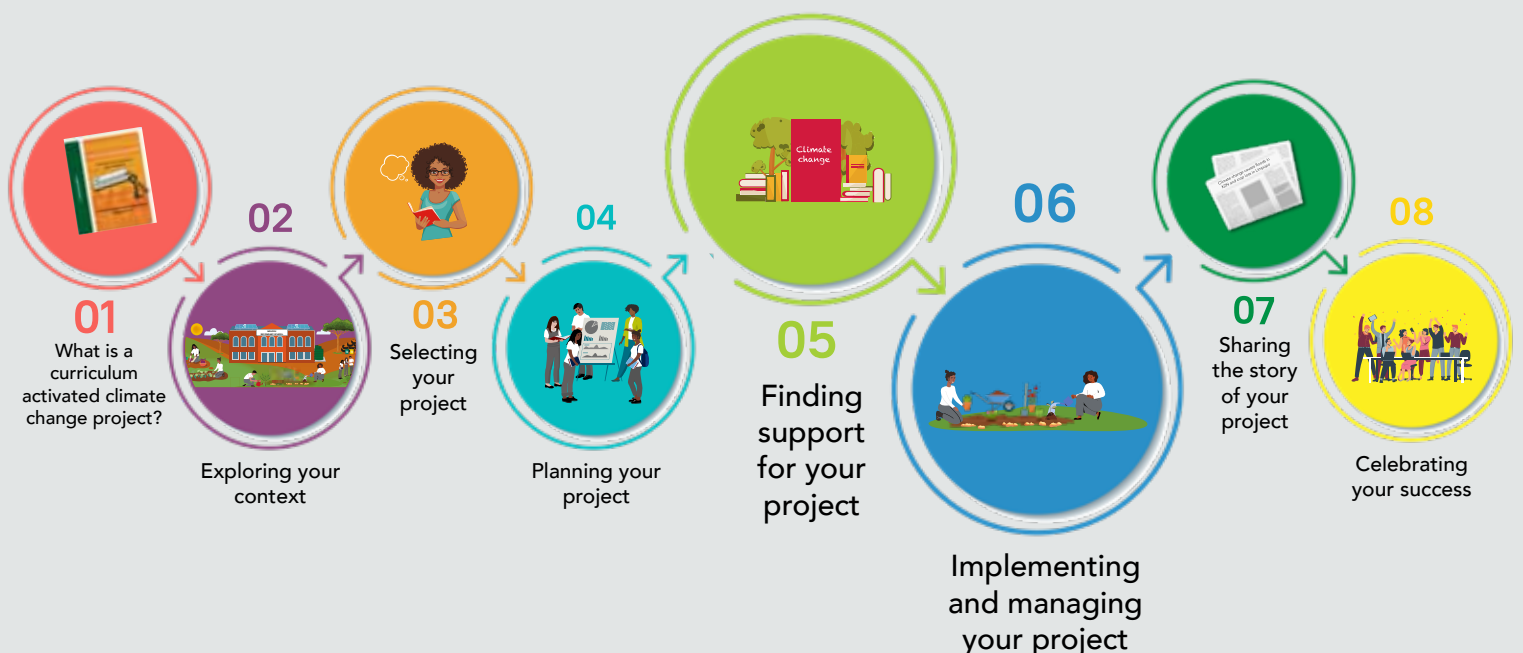 01
What is a
curriculum
activated climate
change project?
02
Exploring your
context
03
Selecting
your
project
04
Planning your
project
Climate
change
05
Finding
support
for your
project
06
Implementing
and managing
your project
07
Sharing
the story
of your
project
08
Celebrating
your success